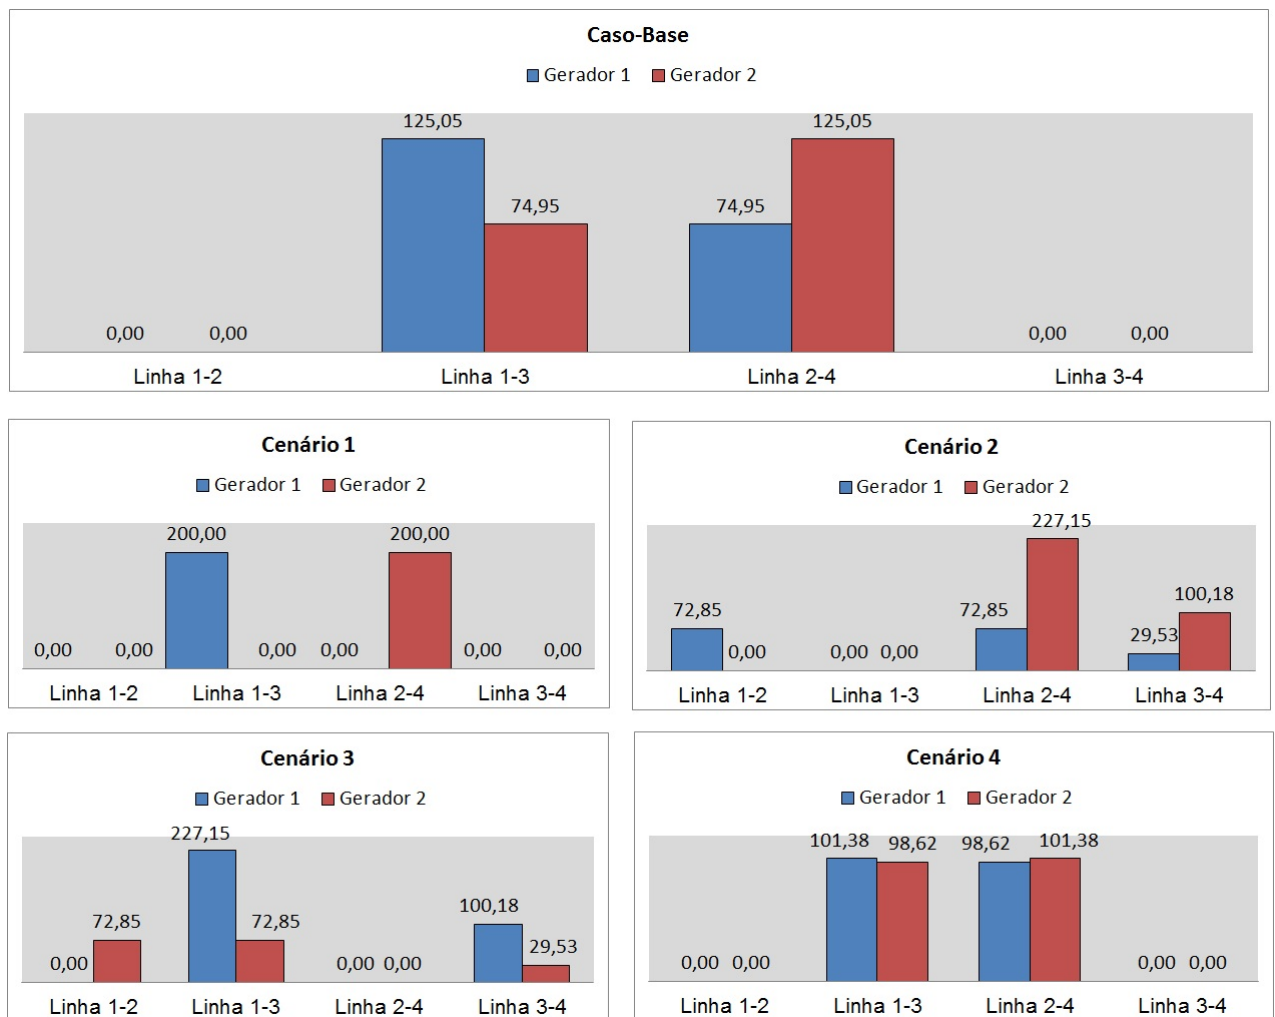 Caso-Base
Gerador 1 Gerador 2
125,05 125,05
74,95 74,95
0,00 0,00 0,00 0,00
Linha 1-2 Linha 1-3 Linha 2-4 Linha 3-4
Cenário 1
Gerador 1 Gerador 2
200,00 200,00
0,00 0,00 0,00 0,00 0,00 0,00
Linha 1-2 Linha 1-3 Linha 2-4 Linha 3-4
Cenário 2
Gerador 1 Gerador 2
227,15
100,18
72,85 72,85
29,53
0,00 0,00 0,00
Linha 1-2 Linha 1-3 Linha 2-4 Linha 3-4
Cenário 3
Gerador 1 Gerador 2
227,15
100,18
72,85 72,85
29,53
0,00 0,00 0,00
Linha 1-2 Linha 1-3 Linha 2-4 Linha 3-4
Cenário 4
Gerador 1 Gerador 2
101,38 98,62 98,62 101,38
0,00 0,00 0,00 0,00
Linha 1-2 Linha 1-3 Linha 2-4 Linha 3-4